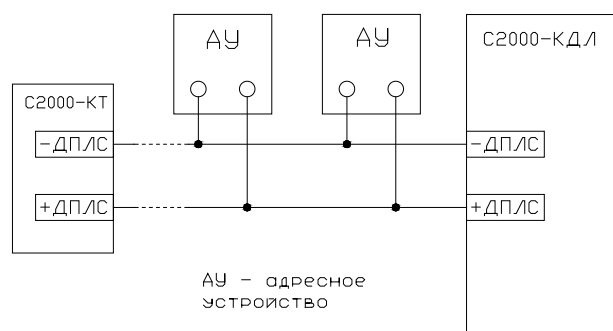 АУ
АУ
С2000-КДЛ
С2000-КТ
-ДПЛС
-ДПЛС
+ДПЛС
+ДПЛС
АУ - адресное
устройство